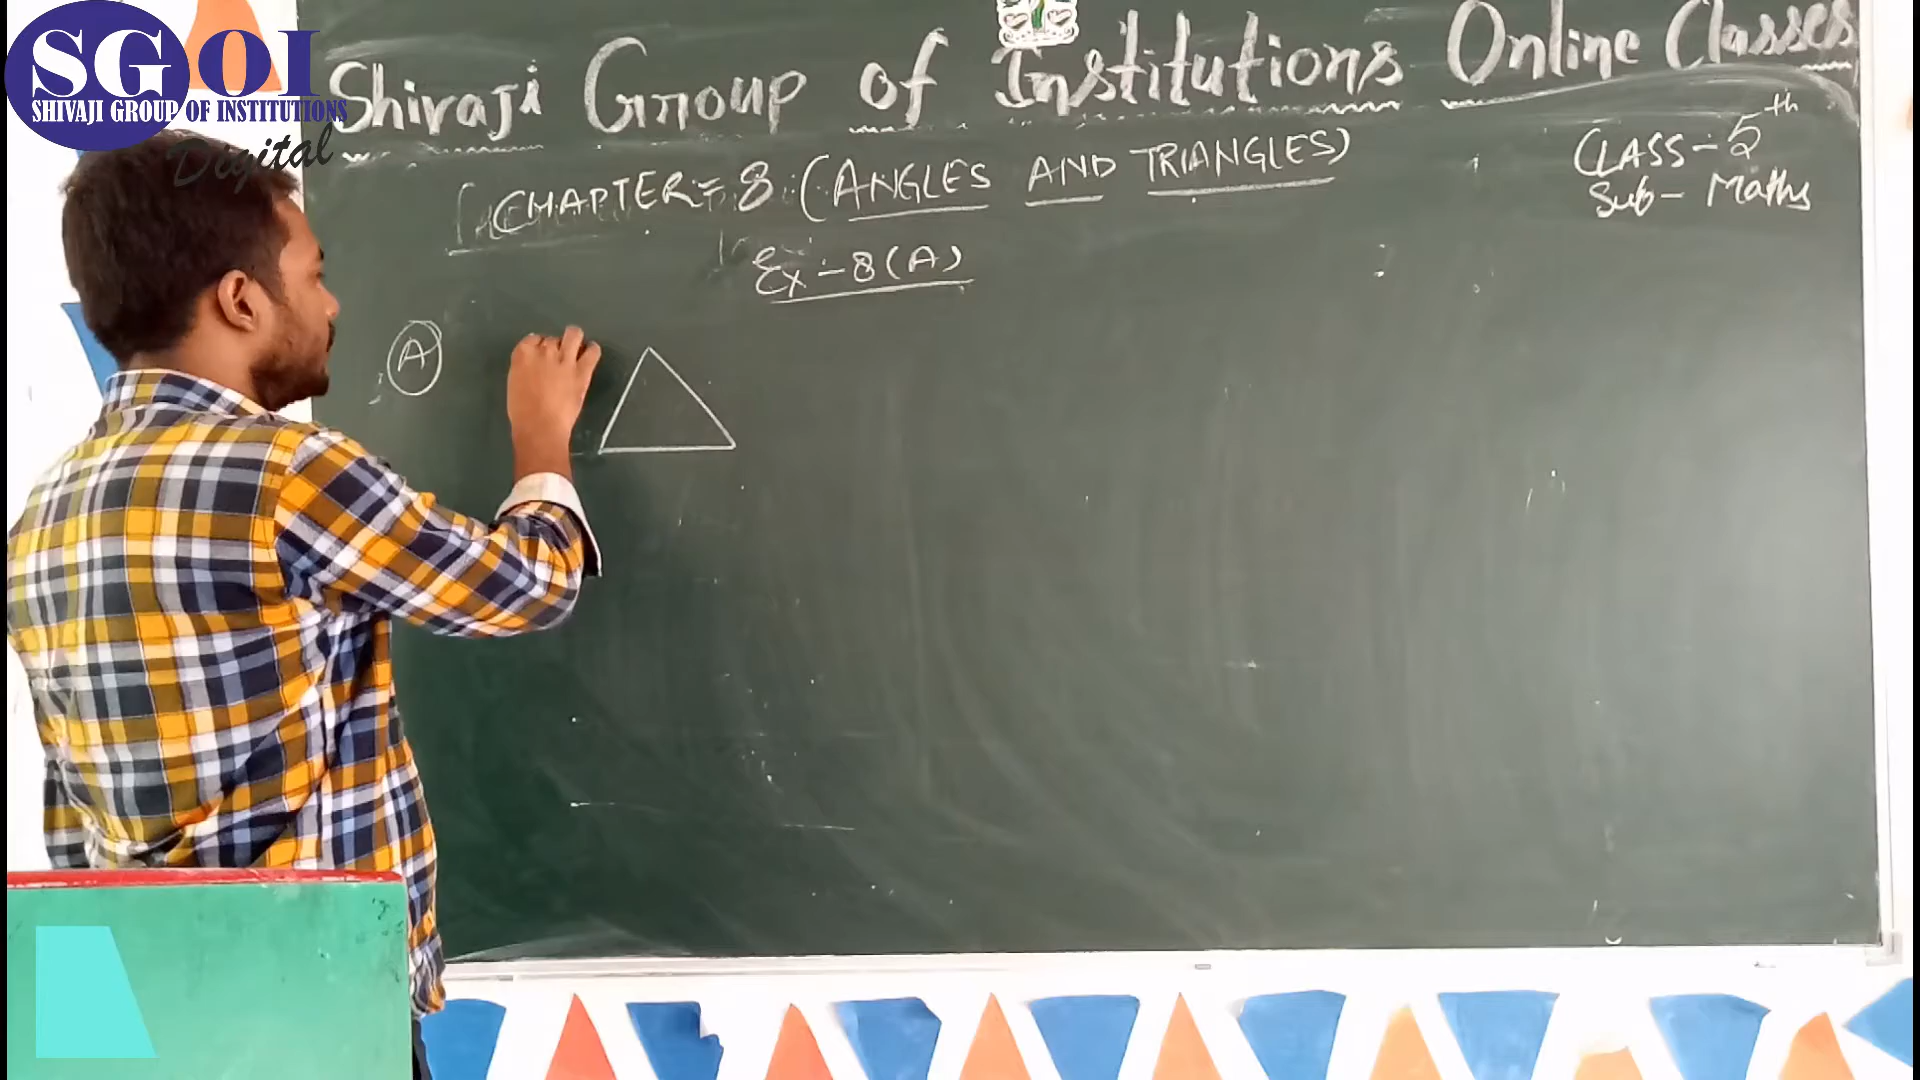 SGOI
SHIVAJI GROUP OF INSTITUTIONS
Digital
Shivaji Group of Institutions Online Classes
CHAPTER = 8 (ANGLES AND TRIANGLES)
CLASS - 5th
Sub - Maths
Ex - 8(A)
A